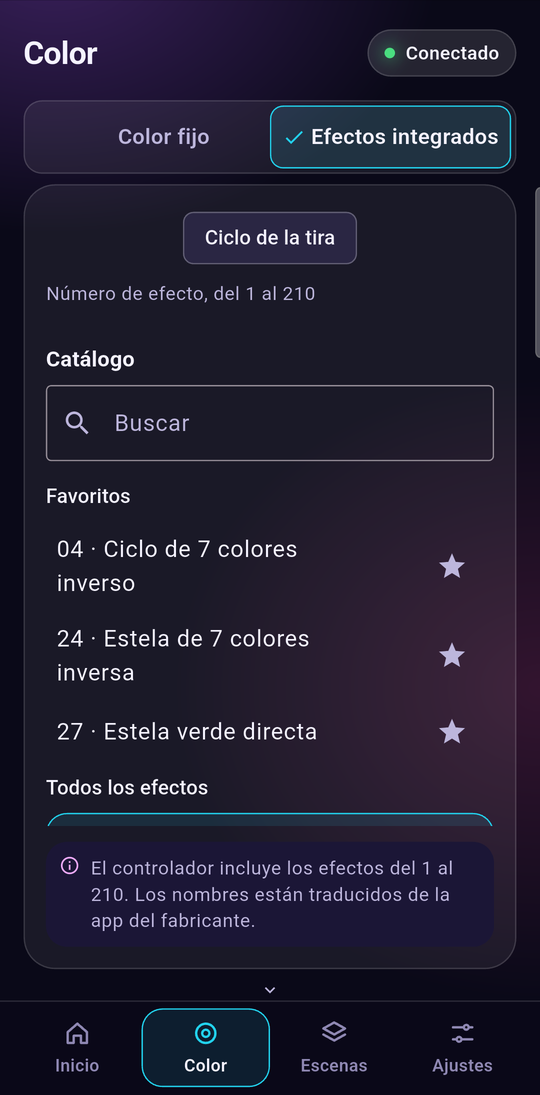 Color
Conectado
Color fijo
Efectos integrados
Ciclo de la tira
Número de efecto, del 1 al 210
Catálogo
Buscar
Favoritos
04 · Ciclo de 7 colores
inverso
24 · Estela de 7 colores
inversa
27 · Estela verde directa
Todos los efectos
El controlador incluye los efectos del 1 al
210. Los nombres están traducidos de la
app del fabricante.
Inicio
Color
Escenas
Ajustes